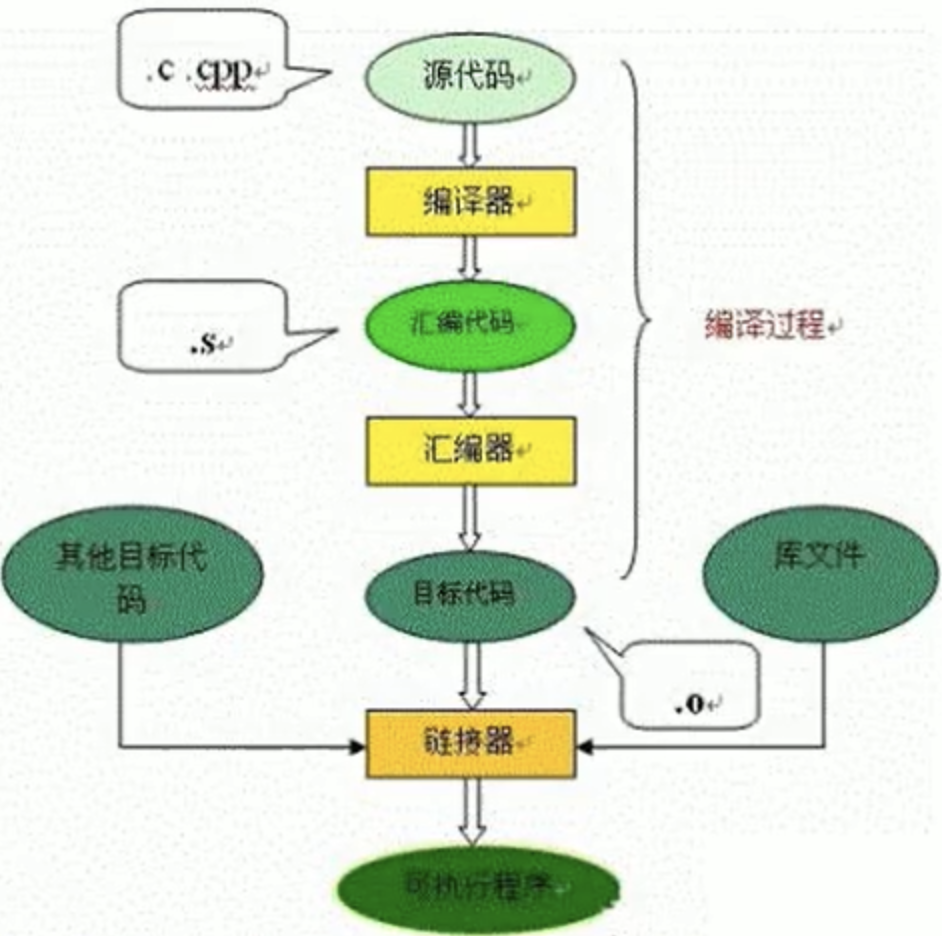 .c .cpp
源代码
编译器
汇编代码
.s
编译过程
汇编器
其他目标代
码
目标代码
库文件
.o
链接器
可执行程序